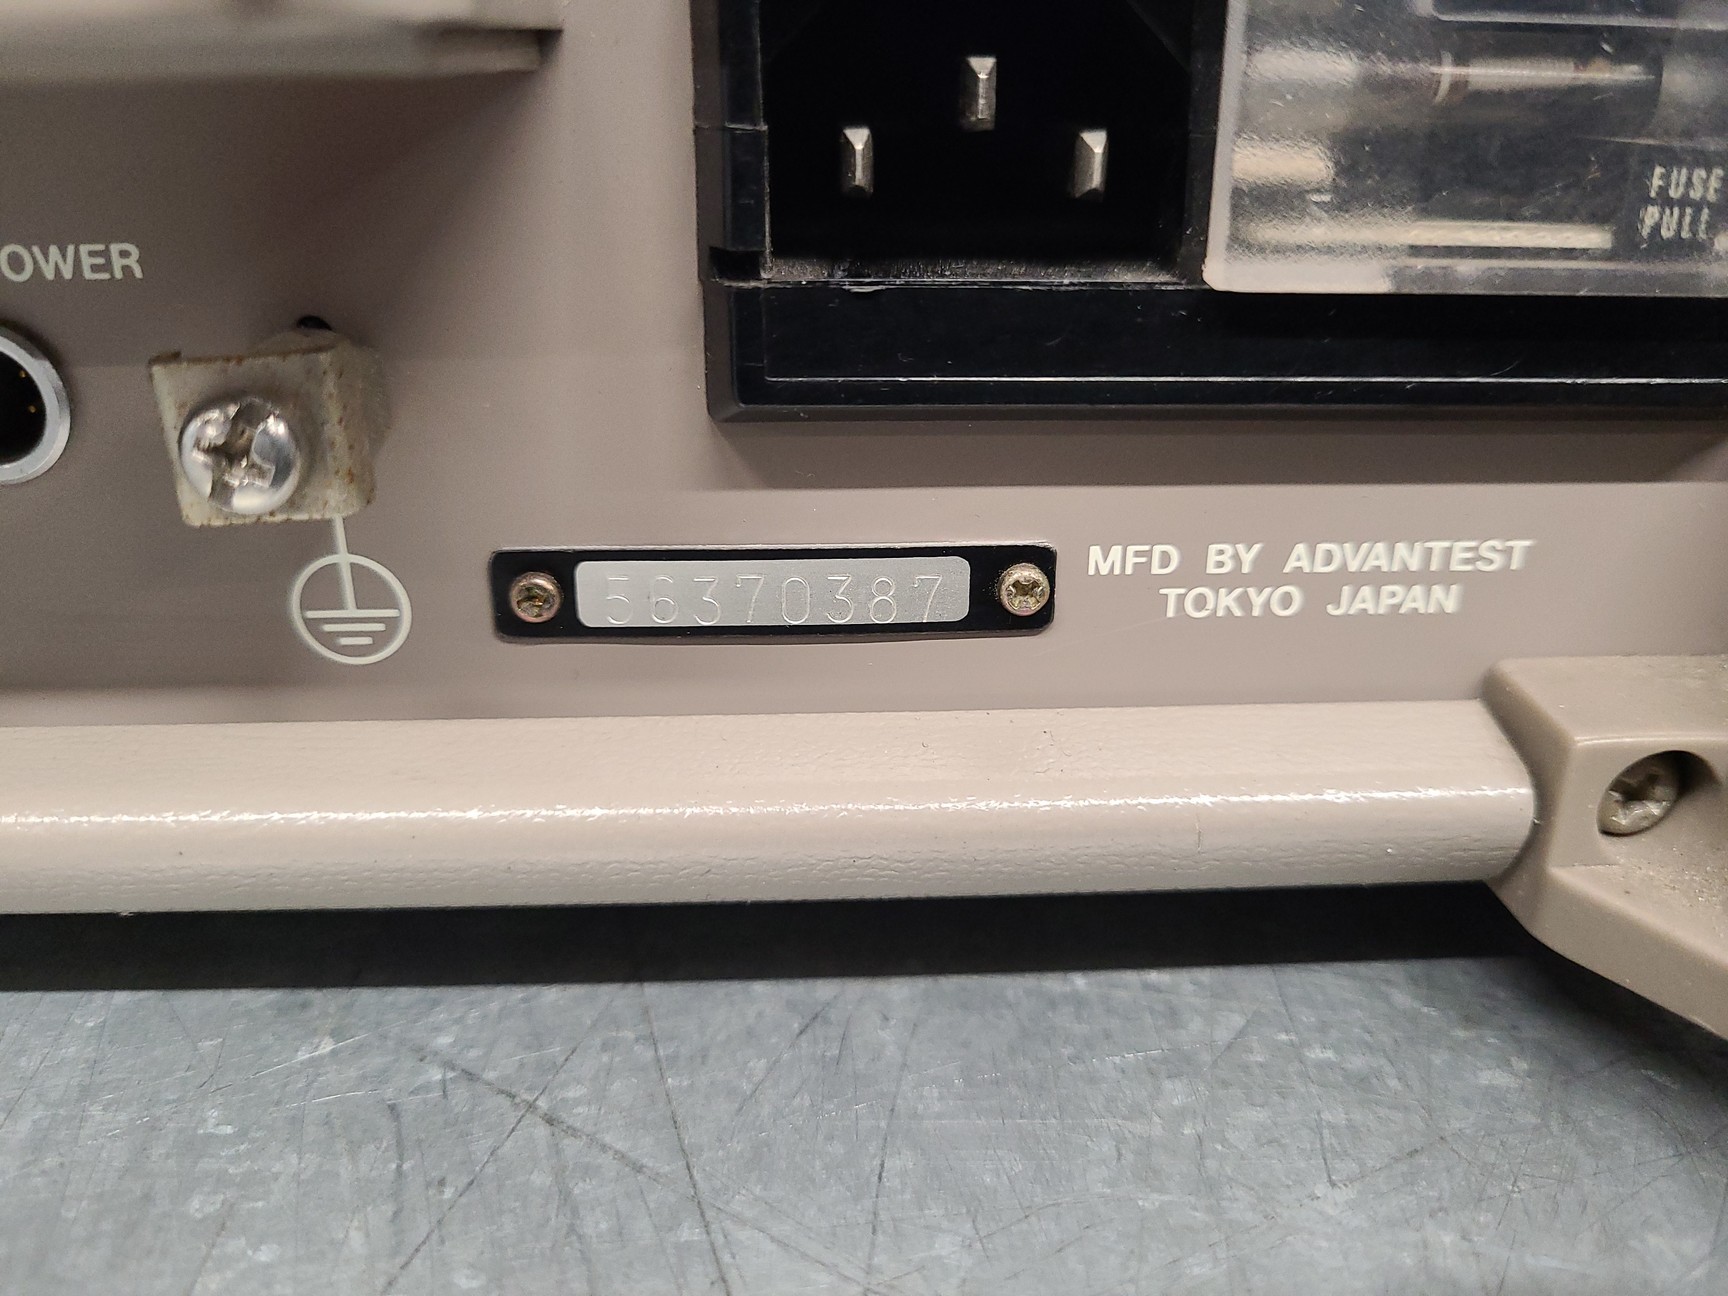 FUSE
PULL
OWER
56370387
MFD BY ADVANTEST
TOKYO JAPAN